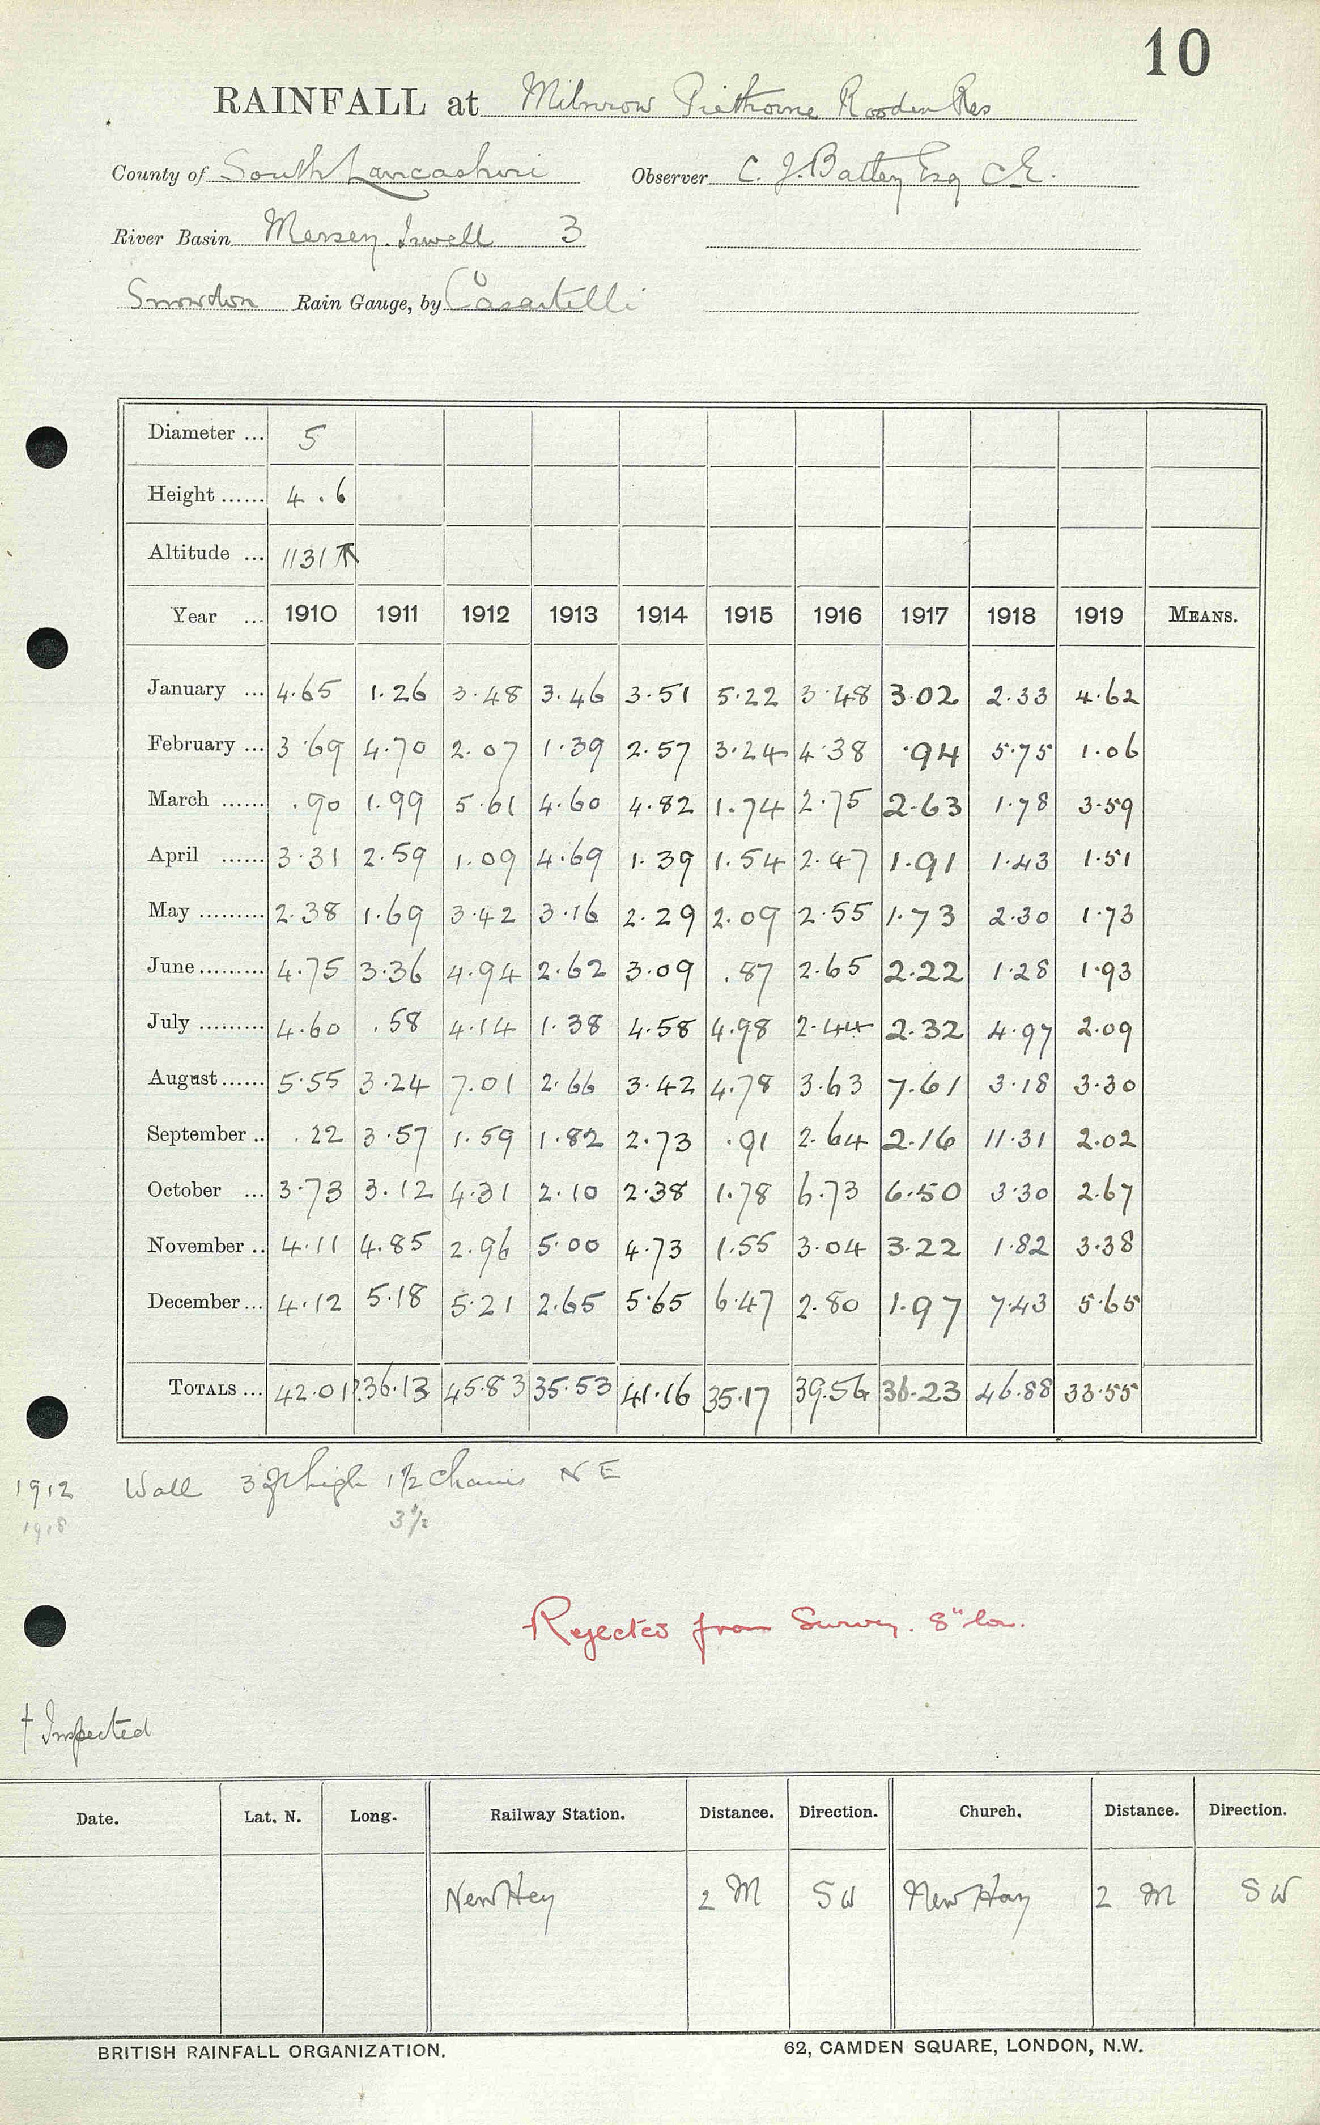 10
RAINFALL at Milnrow Piethorne Rooden Res
County of South Lancashire Observer C. J. Batley Esq C.E.
River Basin Mersey. Irwell 3
Snowdon Rain Gauge, by Casartelli
Diameter ... 5
Height ...... 4.6
Altitude ... 1131 T
Year ... 1910 1911 1912 1913 1914 1915 1916 1917 1918 1919 MEANS.
January ... 4.65 1.26 3.48 3.46 3.51 5.22 3.48 3.02 2.33 4.62
February ... 3.69 4.70 2.07 1.39 2.57 3.24 4.38 .94 5.75 1.06
March ...... .90 1.99 5.61 4.60 4.82 1.74 2.75 2.63 1.78 3.59
April ...... 3.31 2.59 1.09 4.69 1.39 1.54 2.47 1.91 1.43 1.51
May ......... 2.38 1.69 3.42 3.16 2.29 2.09 2.55 1.73 2.30 1.73
June ......... 4.75 3.36 4.94 2.62 3.09 .87 2.65 2.22 1.28 1.93
July ......... 4.60 .58 4.14 1.38 4.58 4.98 2.44 2.32 4.97 2.09
August ...... 5.55 3.24 7.01 2.66 3.42 4.78 3.63 7.61 3.18 3.30
September .. .22 3.57 1.59 1.82 2.73 .91 2.64 2.16 11.31 2.02
October ... 3.73 3.12 4.31 2.10 2.38 1.78 6.73 6.50 3.30 2.67
November .. 4.11 4.85 2.96 5.00 4.73 1.55 3.04 3.22 1.82 3.38
December ... 4.12 5.18 5.21 2.65 5.65 6.47 2.80 1.97 7.43 5.65
TOTALS ... 42.01 36.13 45.83 35.53 41.16 35.17 39.56 36.23 46.88 33.55
1912 Wall 3 ft high 1½ chains N E
1918 3½
Rejected from Survey. 8" low.
† Inspected
Date. Lat. N. Long. Railway Station. Distance. Direction. Church. Distance. Direction.
New Hey 2 M SW New Hay 2 M SW
BRITISH RAINFALL ORGANIZATION. 62, CAMDEN SQUARE, LONDON, N.W.